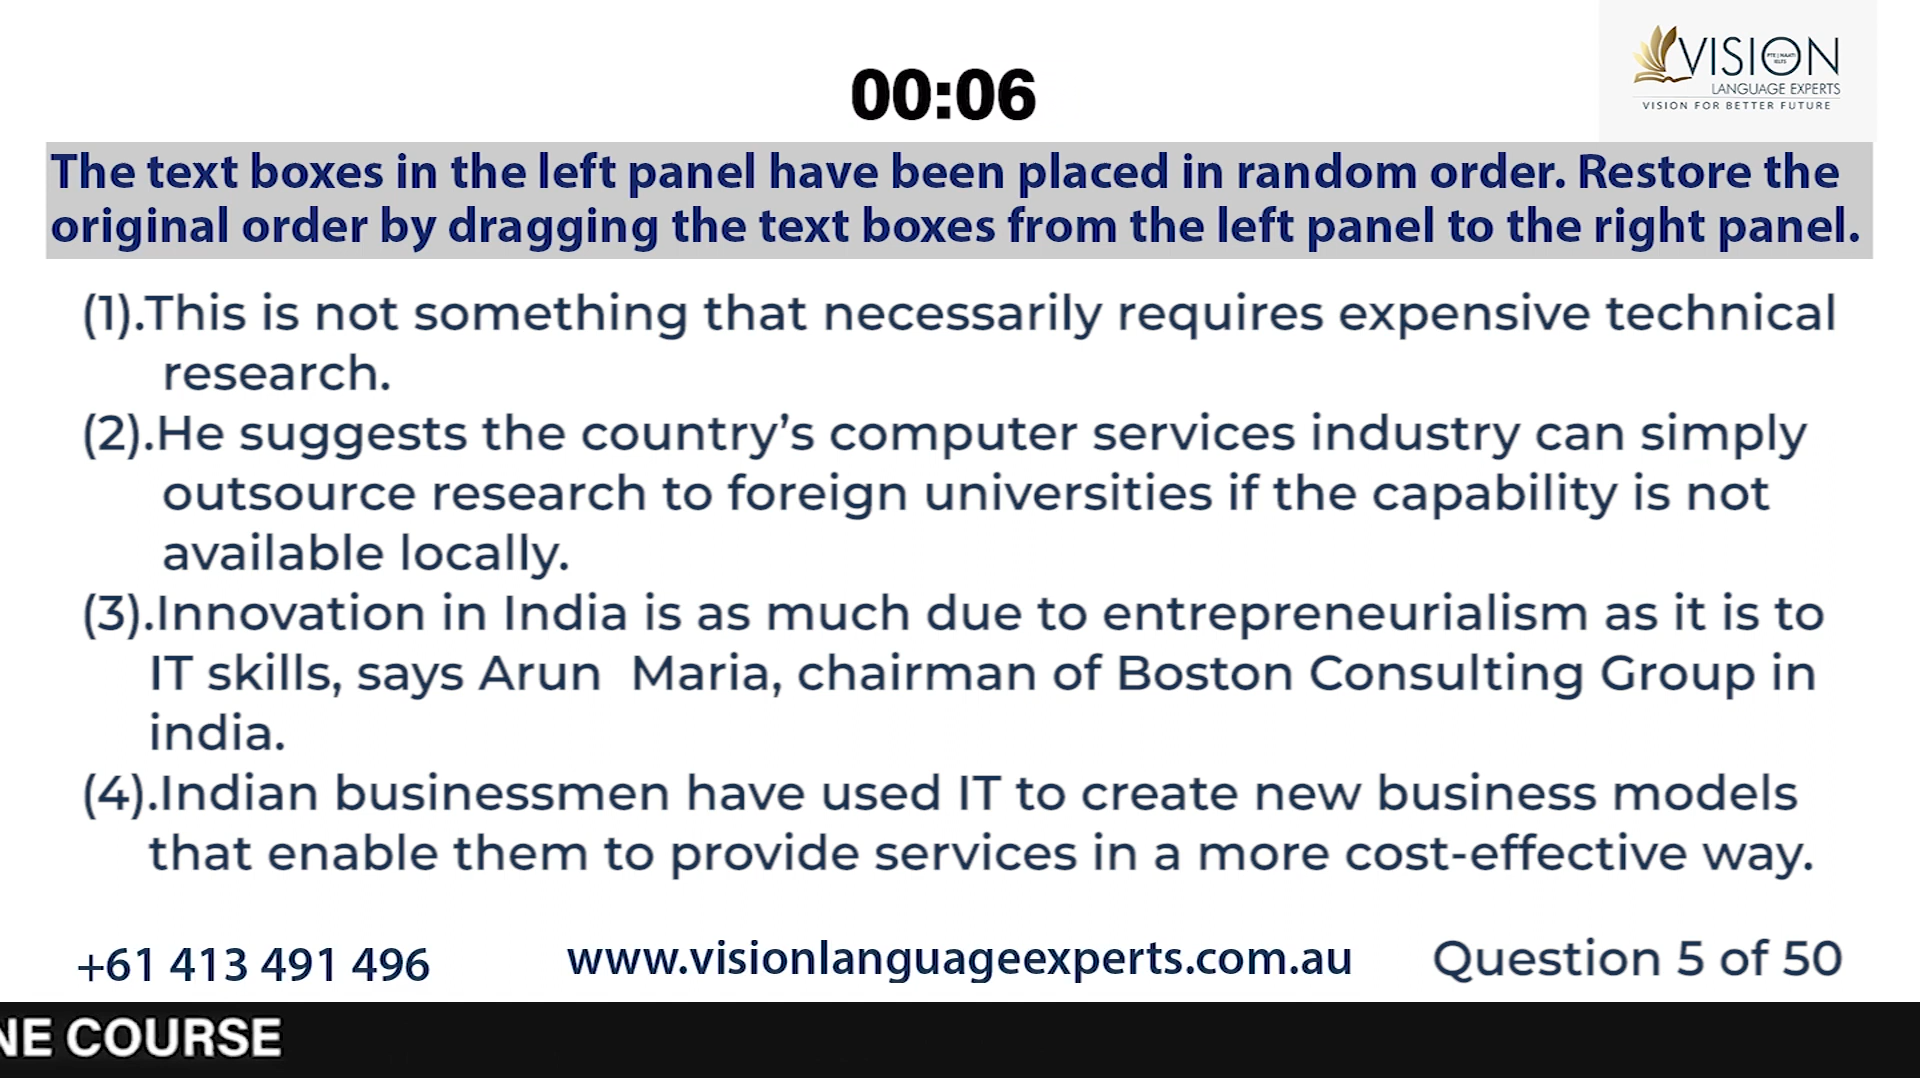 VISION
PTE | NAATI
IELTS
LANGUAGE EXPERTS
VISION FOR BETTER FUTURE
00:06
The text boxes in the left panel have been placed in random order. Restore the
original order by dragging the text boxes from the left panel to the right panel.
(1).This is not something that necessarily requires expensive technical
research.
(2).He suggests the country’s computer services industry can simply
outsource research to foreign universities if the capability is not
available locally.
(3).Innovation in India is as much due to entrepreneurialism as it is to
IT skills, says Arun Maria, chairman of Boston Consulting Group in
india.
(4).Indian businessmen have used IT to create new business models
that enable them to provide services in a more cost-effective way.
+61 413 491 496
www.visionlanguageexperts.com.au
Question 5 of 50
NE COURSE